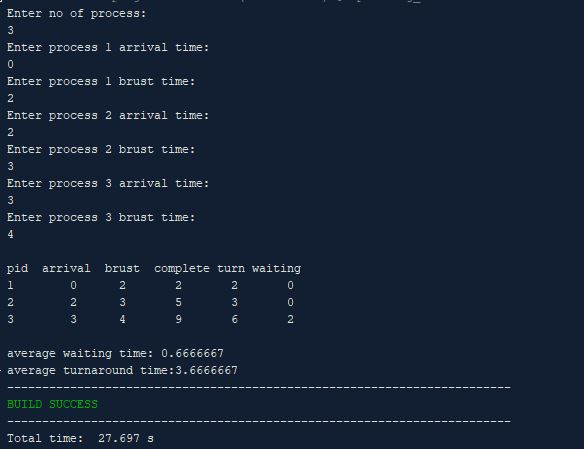 Enter no of process:
3
Enter process 1 arrival time:
0
Enter process 1 brust time:
2
Enter process 2 arrival time:
2
Enter process 2 brust time:
3
Enter process 3 arrival time:
3
Enter process 3 brust time:
4
pid arrival brust complete turn waiting
1 0 2 2 2 0
2 2 3 5 3 0
3 3 4 9 6 2
average waiting time: 0.6666667
average turnaround time:3.6666667
------------------------------------------------------------------------
BUILD SUCCESS
------------------------------------------------------------------------
Total time: 27.697 s